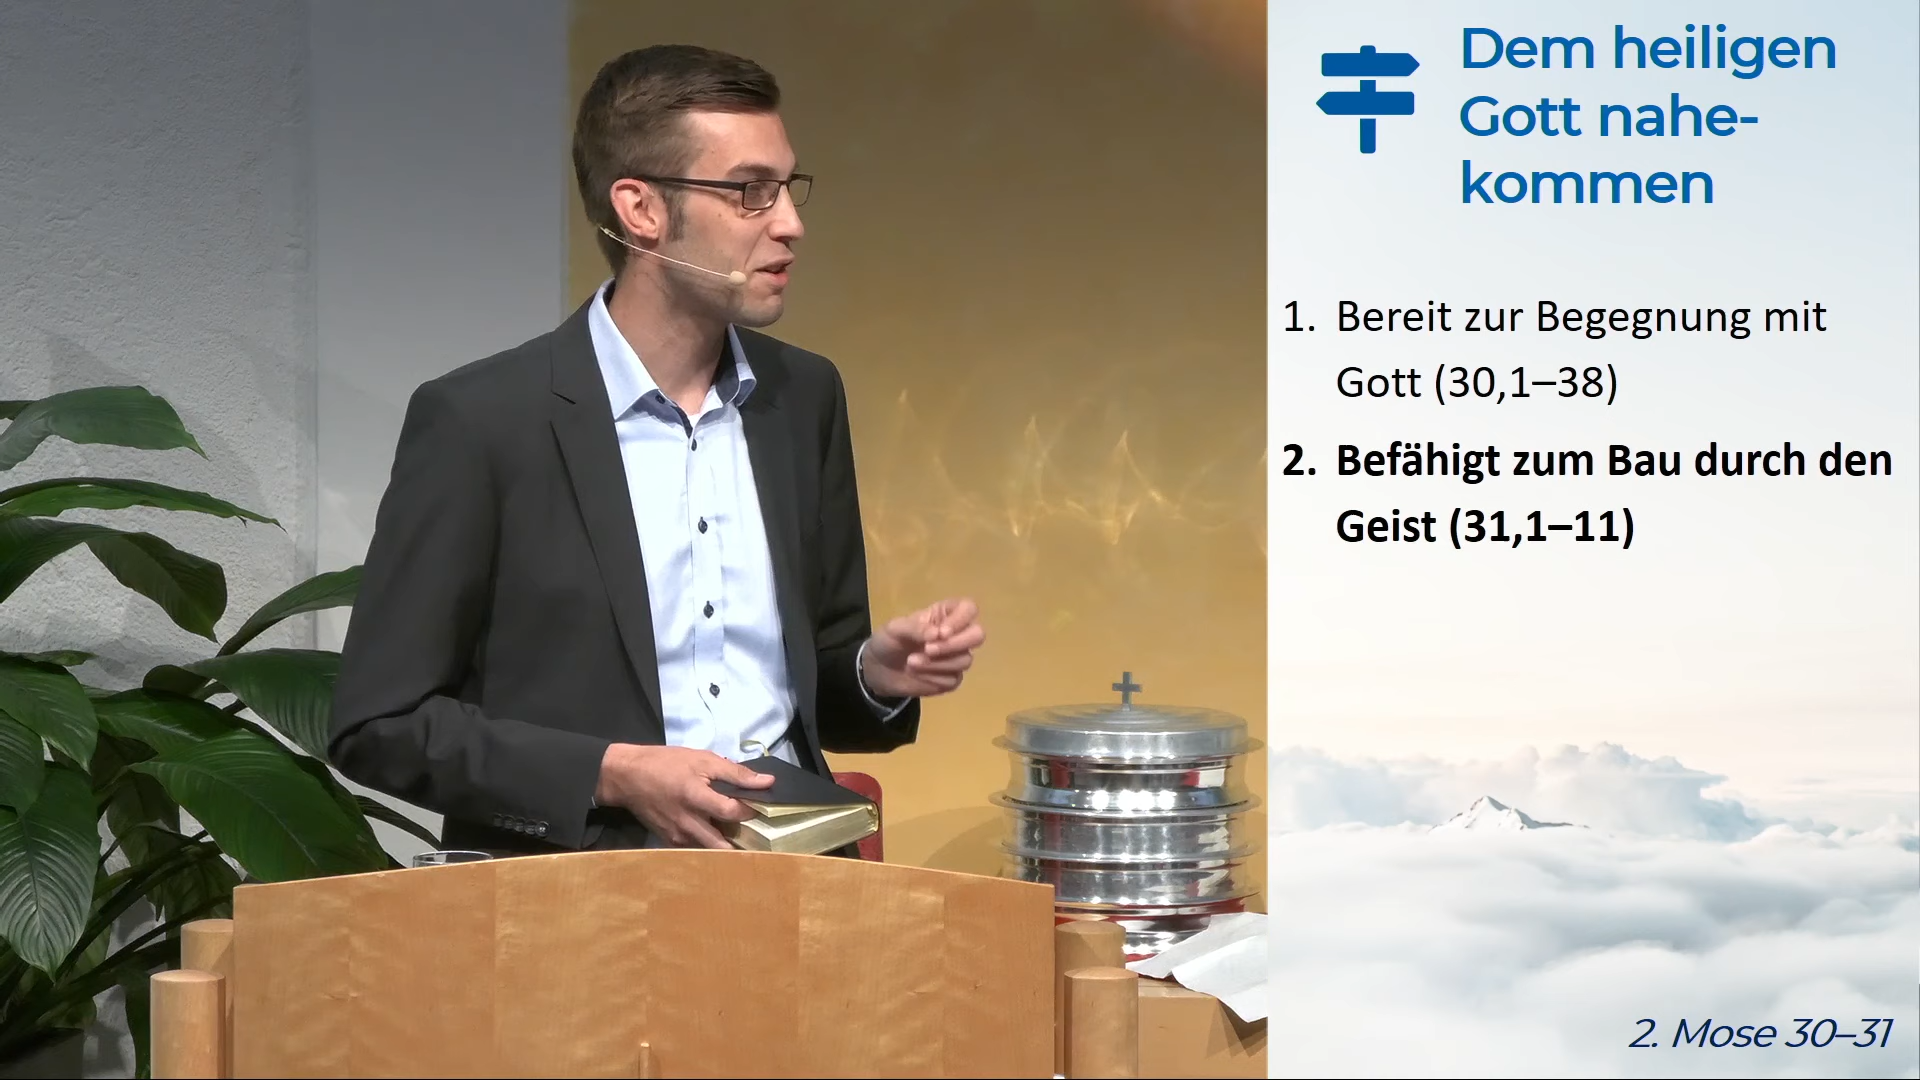 Dem heiligen
Gott nahe-
kommen
1. Bereit zur Begegnung mit
Gott (30,1–38)
2. Befähigt zum Bau durch den
Geist (31,1–11)
2. Mose 30–31